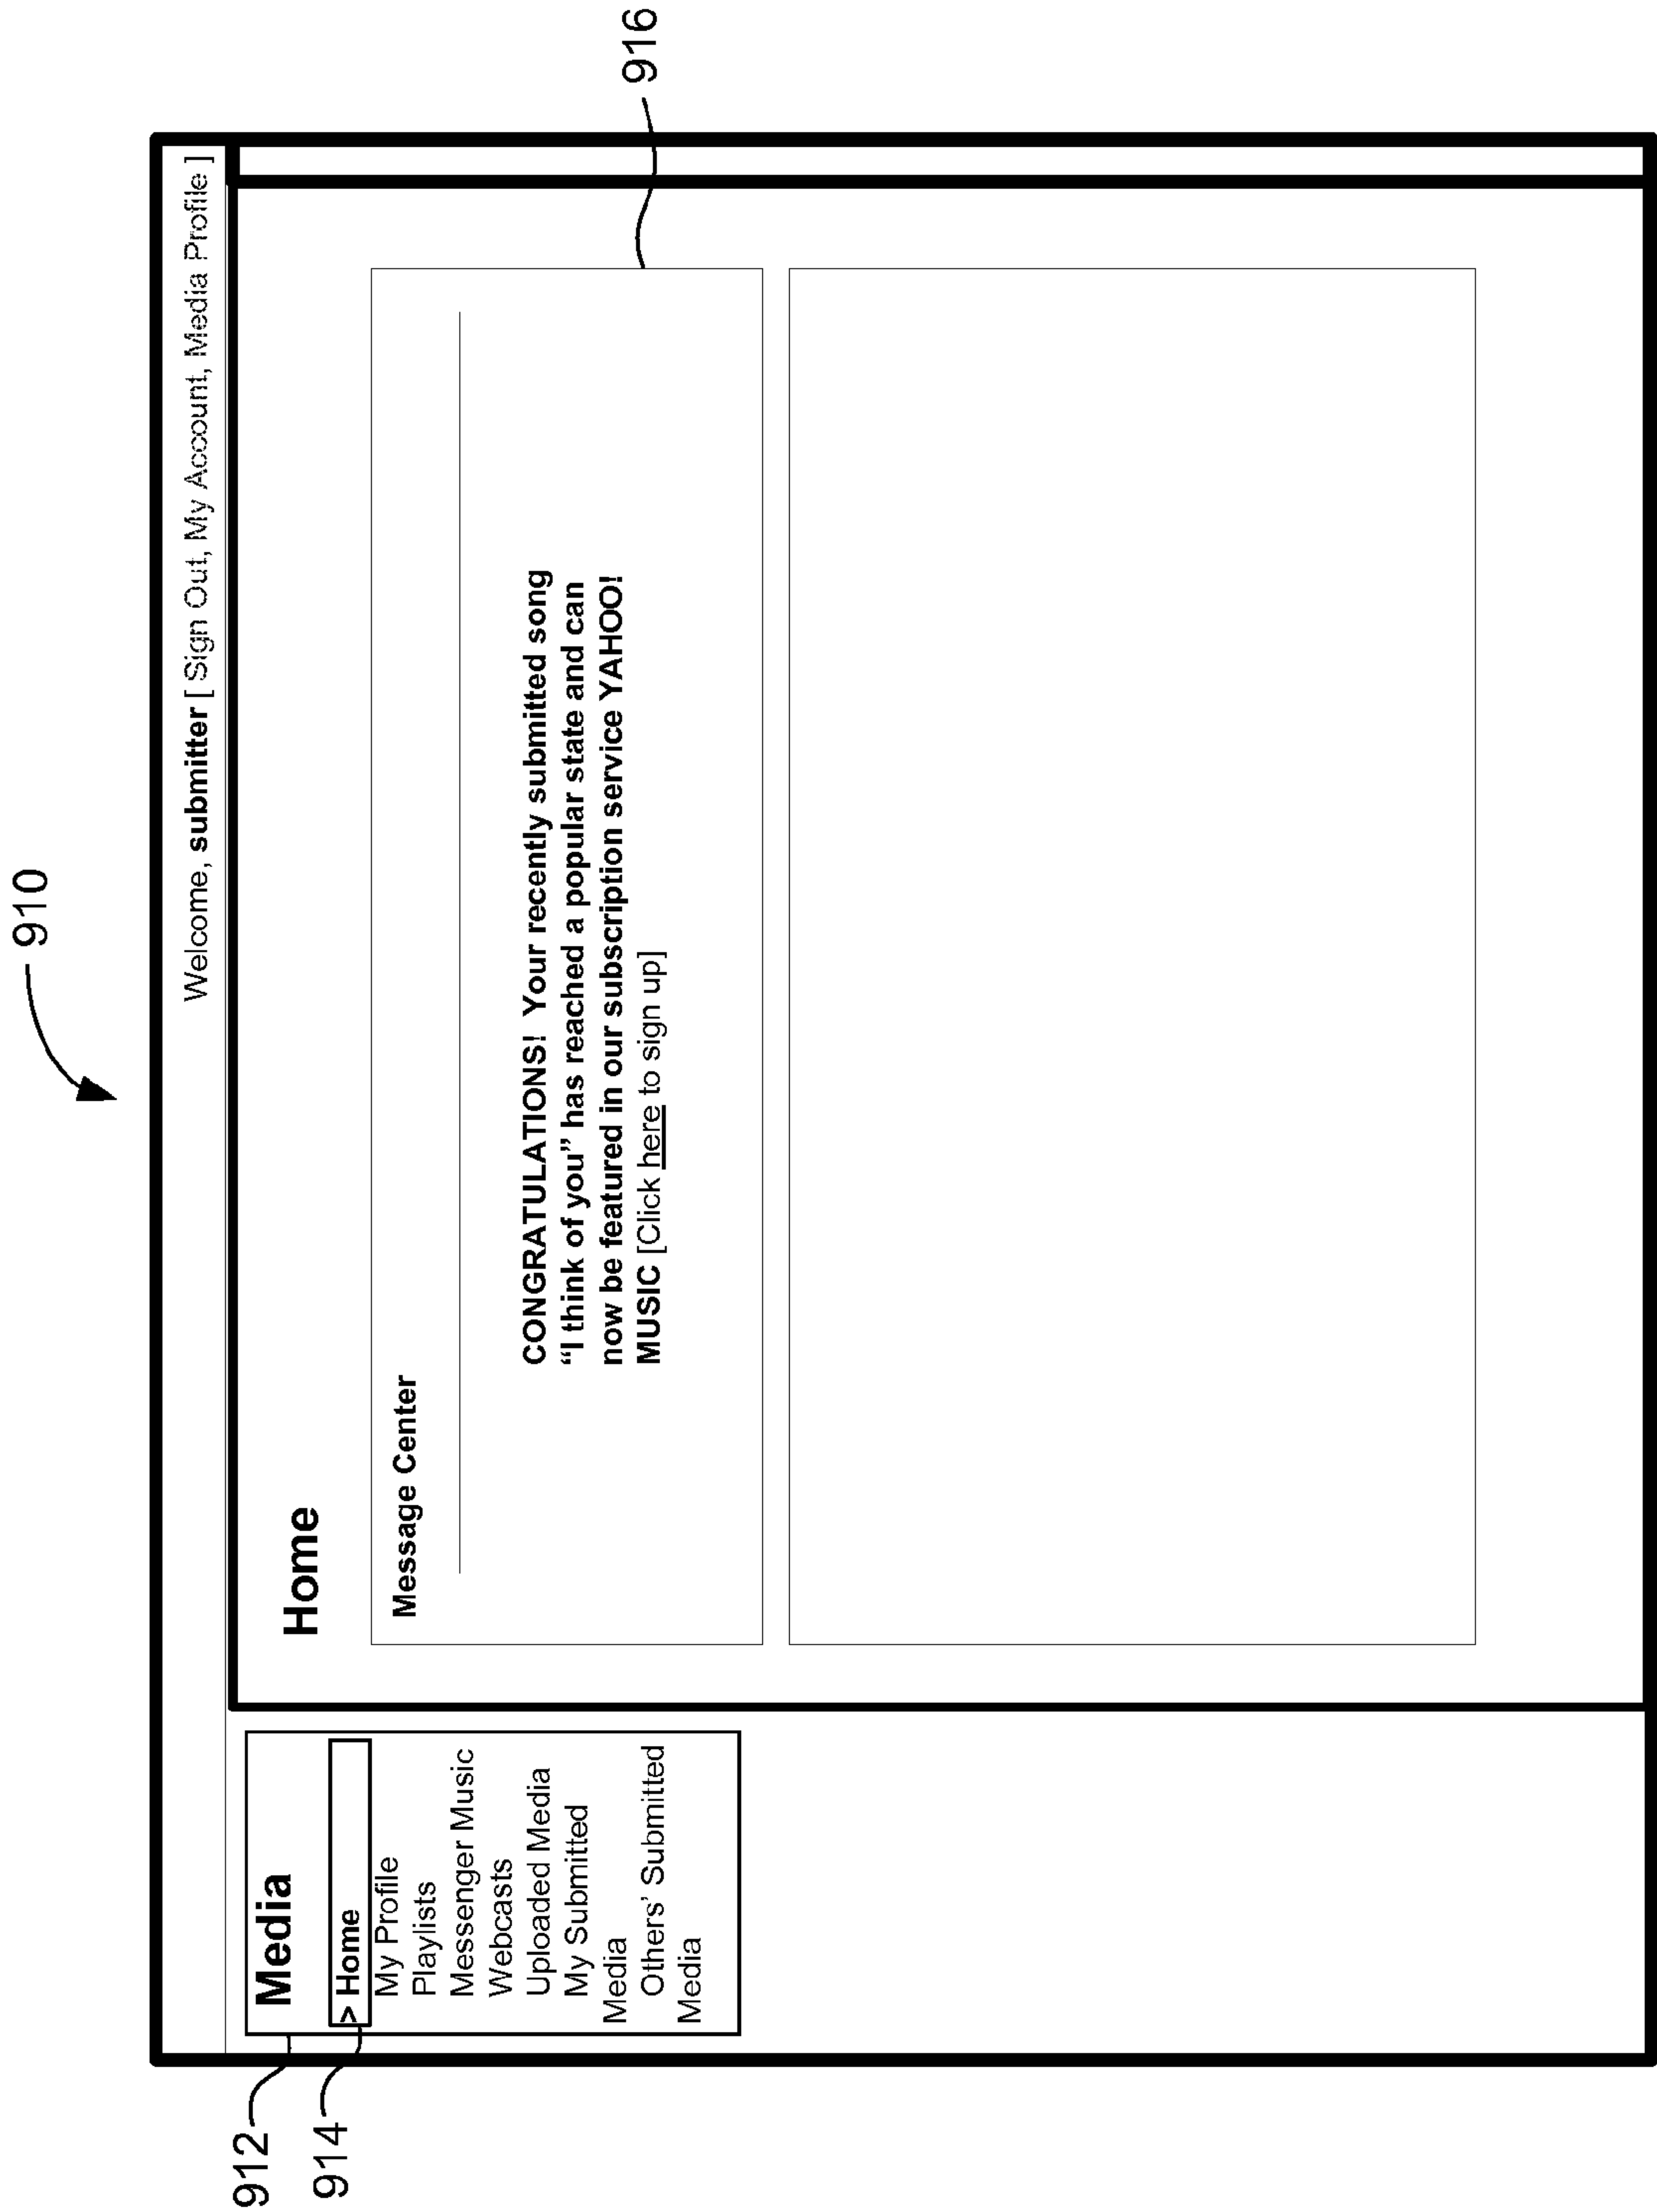 910
Welcome, submitter [ Sign Out, My Account, Media Profile ]
912
Media
914
> Home
My Profile
Playlists
Messenger Music
Webcasts
Uploaded Media
My Submitted
Media
Others' Submitted
Media
Home
916
Message Center
CONGRATULATIONS! Your recently submitted song
“I think of you” has reached a popular state and can
now be featured in our subscription service YAHOO!
MUSIC [Click here to sign up]